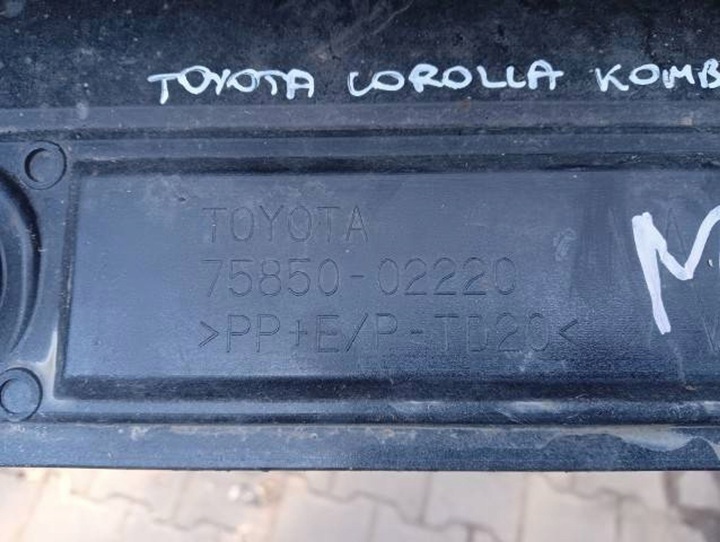 TOYOTA COROLLA KOMB
TOYOTA
75850-02220
>PP+E/P-TD20<
M